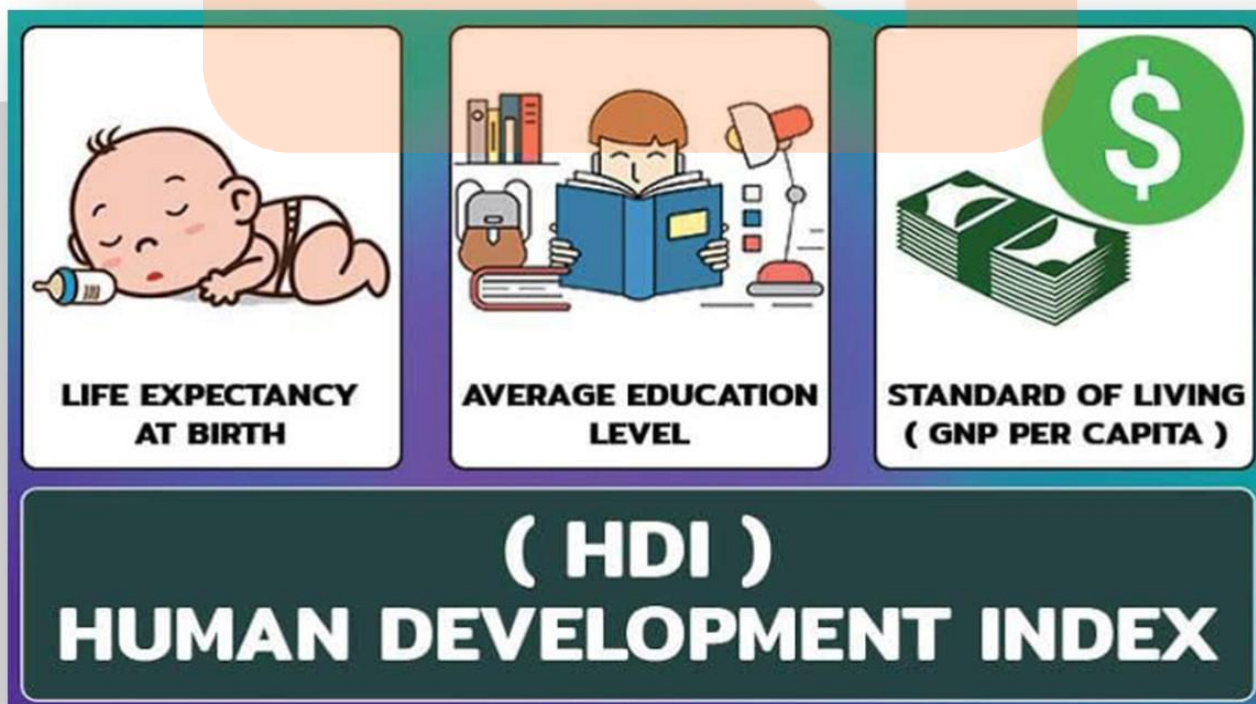 LIFE EXPECTANCY
AT BIRTH
AVERAGE EDUCATION
LEVEL
$
STANDARD OF LIVING
( GNP PER CAPITA )
( HDI )
HUMAN DEVELOPMENT INDEX